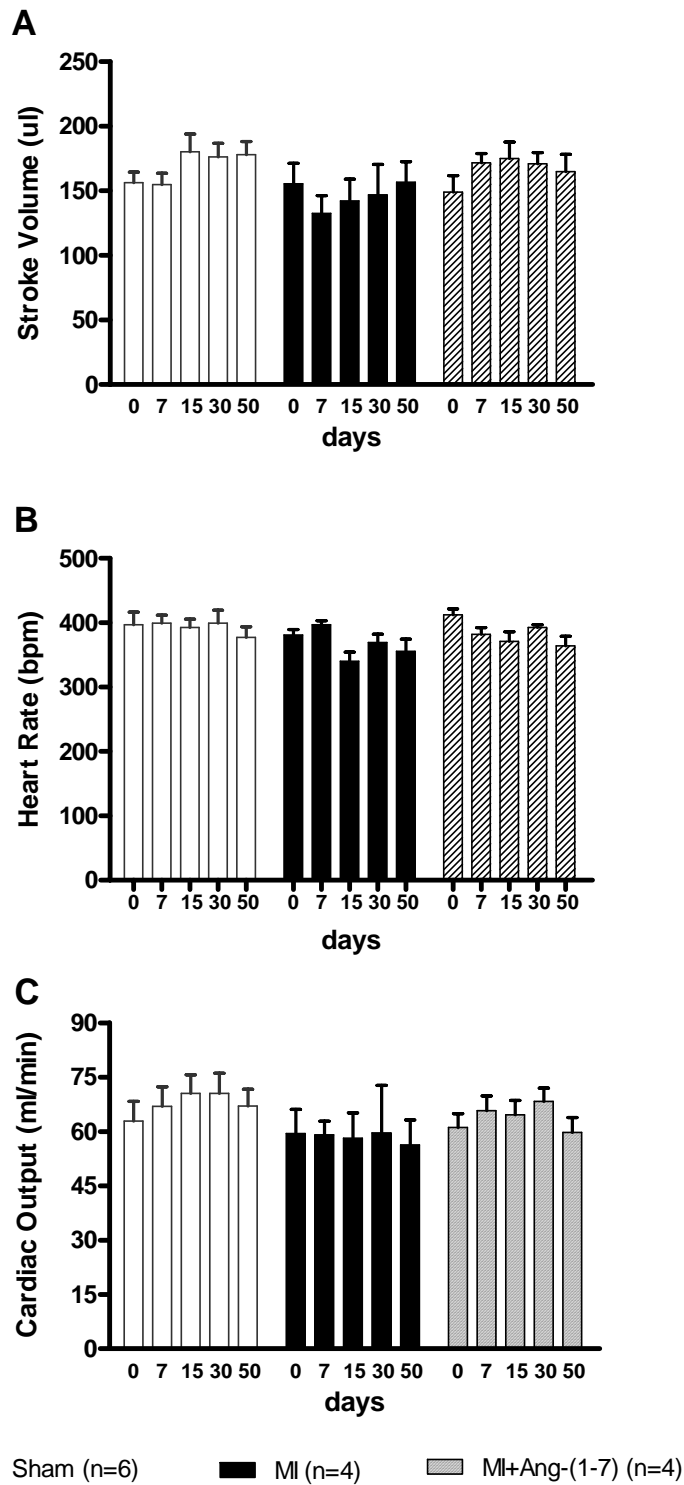 A
Stroke Volume (ul)
250
200
150
100
50
0
0 7 15 30 50 0 7 15 30 50 0 7 15 30 50
days
B
Heart Rate (bpm)
500
400
300
200
100
0
0 7 15 30 50 0 7 15 30 50 0 7 15 30 50
days
C
Cardiac Output (ml/min)
90
75
60
45
30
15
0
0 7 15 30 50 0 7 15 30 50 0 7 15 30 50
days
Sham (n=6) MI (n=4) MI+Ang-(1-7) (n=4)